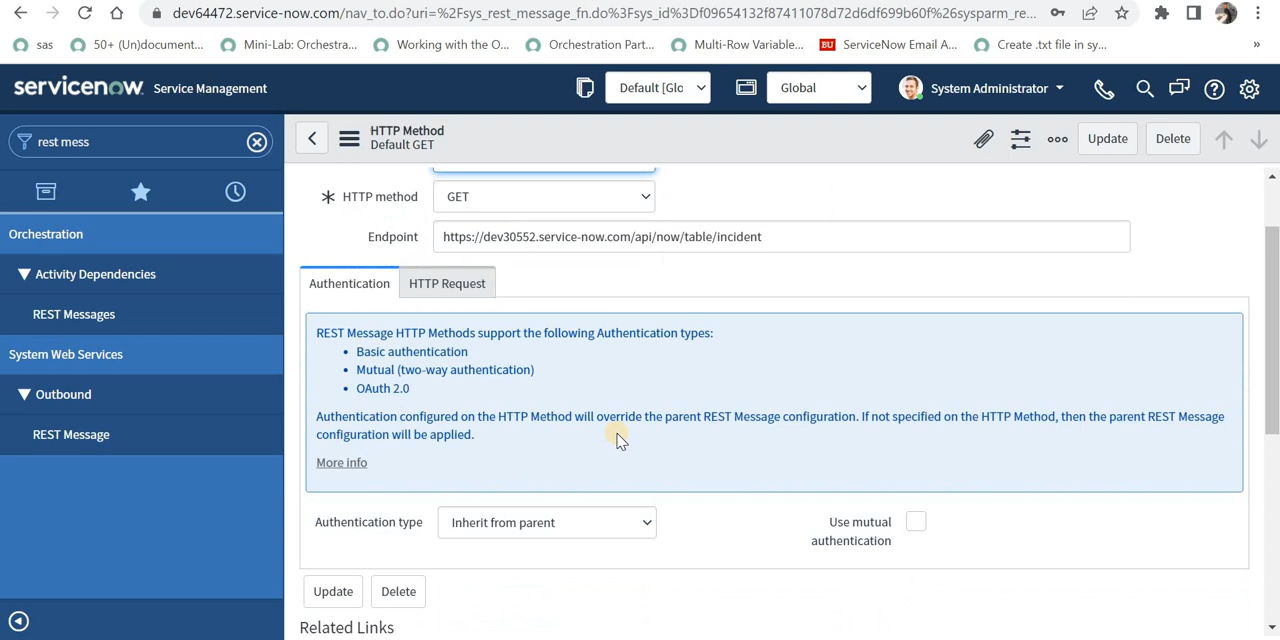 dev64472.service-now.com/nav_to.do?uri=%2Fsys_rest_message_fn.do%3Fsys_id%3Df09654132f87411078d72d6df699b60f%26sysparm_re...
sas 50+ (Un)document... Mini-Lab: Orchestra... Working with the O... Orchestration Part... Multi-Row Variable... BU ServiceNow Email A... Create .txt file in sy... »
servicenow. Service Management Default [Glo Global System Administrator
rest mess
HTTP Method
Default GET
Update Delete
HTTP method GET
Endpoint https://dev30552.service-now.com/api/now/table/incident
Orchestration
Activity Dependencies
REST Messages
System Web Services
Outbound
REST Message
Authentication HTTP Request
REST Message HTTP Methods support the following Authentication types:
• Basic authentication
• Mutual (two-way authentication)
• OAuth 2.0
Authentication configured on the HTTP Method will override the parent REST Message configuration. If not specified on the HTTP Method, then the parent REST Message
configuration will be applied.
More info
Authentication type Inherit from parent Use mutual
authentication
Update Delete
Related Links